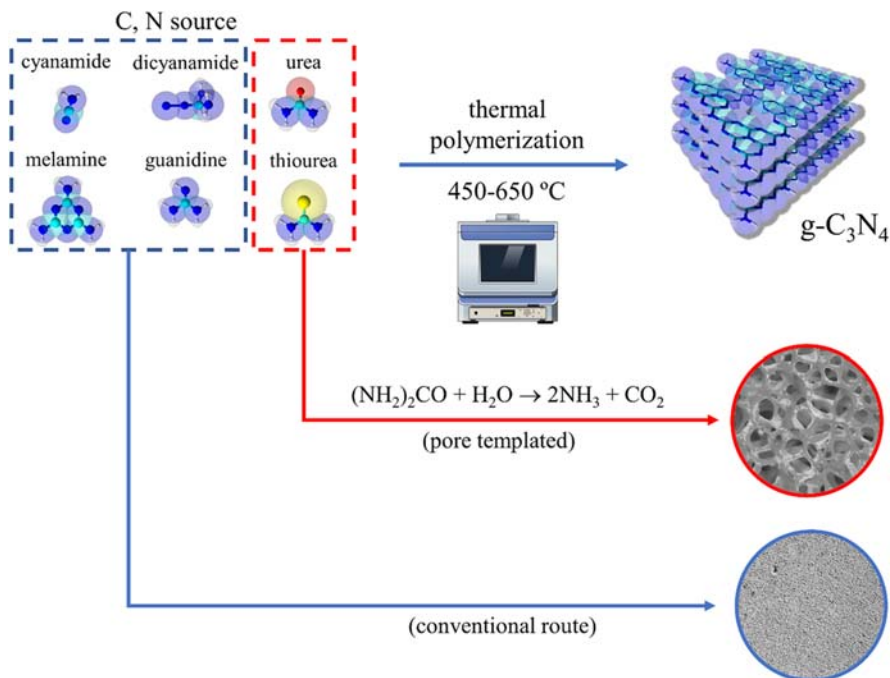 C, N source
cyanamide dicyanamide urea
melamine guanidine thiourea
thermal
polymerization
450-650 ºC
g-C₃N₄
(NH₂)₂CO + H₂O → 2NH₃ + CO₂
(pore templated)
(conventional route)